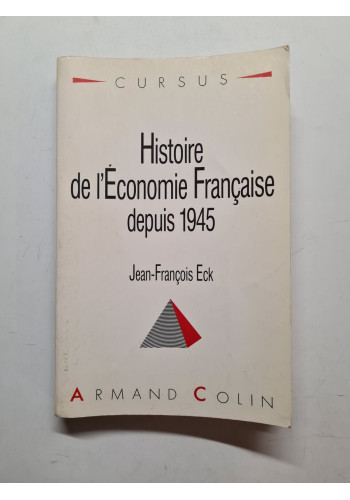 CURSUS
Histoire
de l'Économie Française
depuis 1945
Jean-François Eck
ARMAND COLIN